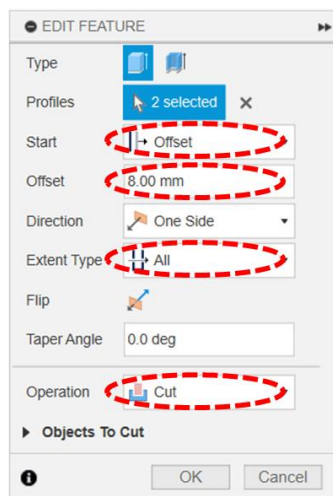 EDIT FEATURE
Type
Profiles 2 selected
Start Offset
Offset 8.00 mm
Direction One Side
Extent Type All
Flip
Taper Angle 0.0 deg
Operation Cut
Objects To Cut
OK Cancel